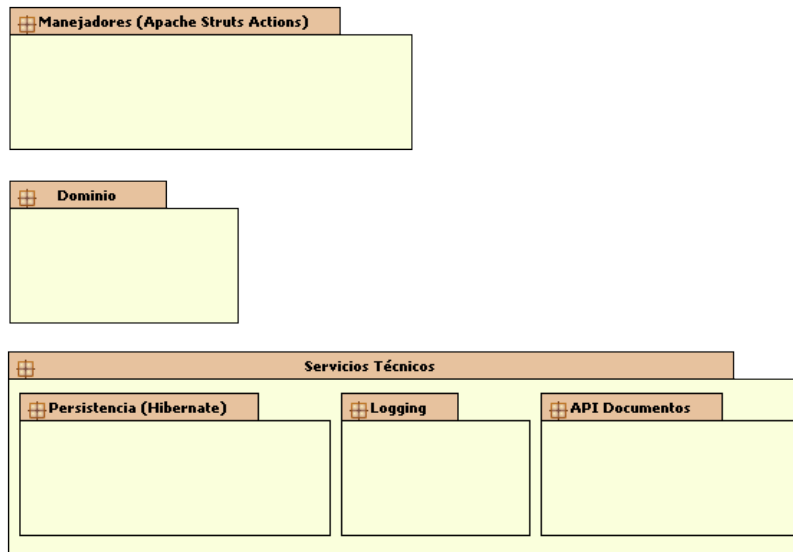 Manejadores (Apache Struts Actions)
Dominio
Servicios Técnicos
Persistencia (Hibernate)
Logging
API Documentos